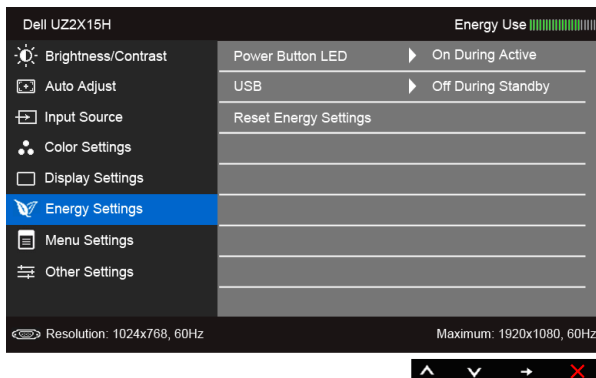 Dell UZ2X15H
Energy Use
Brightness/Contrast
Power Button LED
On During Active
Auto Adjust
USB
Off During Standby
Input Source
Reset Energy Settings
Color Settings
Display Settings
Energy Settings
Menu Settings
Other Settings
Resolution: 1024x768, 60Hz
Maximum: 1920x1080, 60Hz